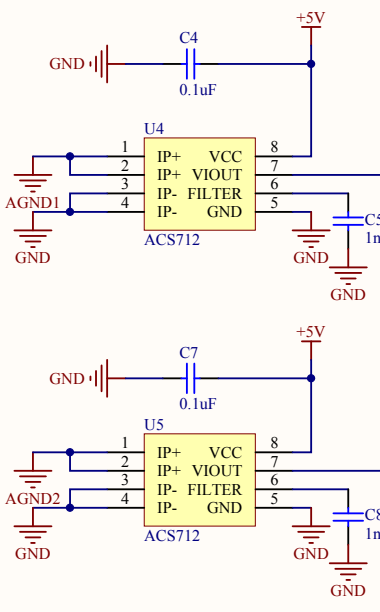 +5V
C4
GND
0.1uF
U4
1 IP+ VCC 8
2 IP+ VIOUT 7
3 IP- FILTER 6
4 IP- GND 5
AGND1
ACS712
C5
1n
GND
GND
GND
+5V
C7
GND
0.1uF
U5
1 IP+ VCC 8
2 IP+ VIOUT 7
3 IP- FILTER 6
4 IP- GND 5
AGND2
ACS712
C8
1n
GND
GND
GND